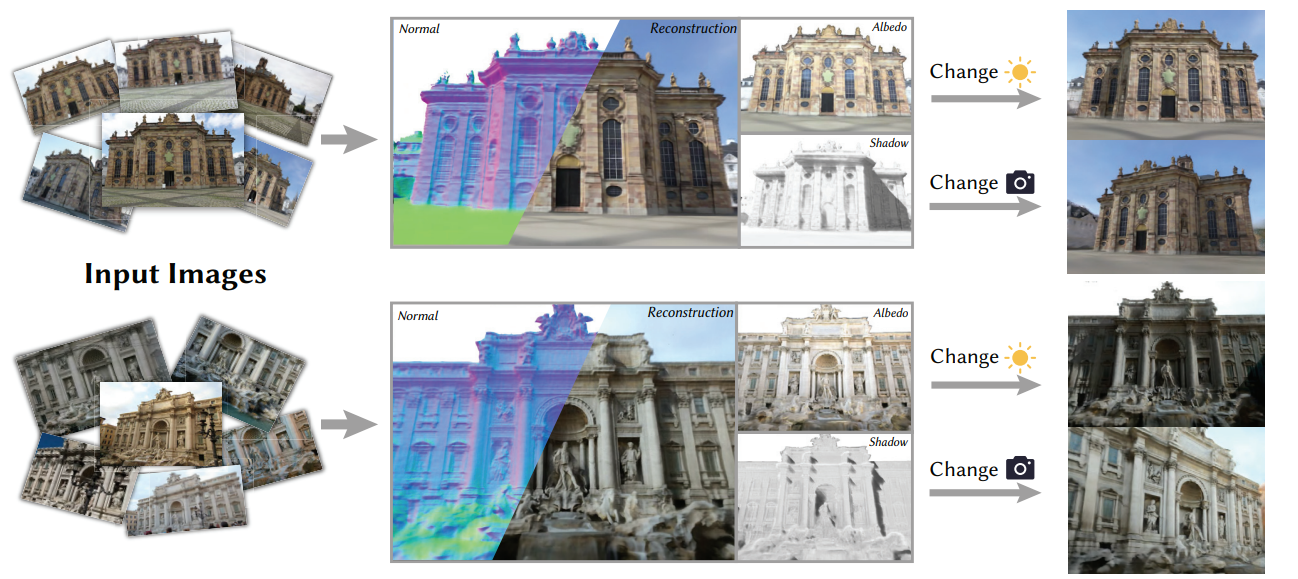 Normal
Reconstruction
Albedo
Shadow
Change
Change
Input Images
Normal
Reconstruction
Albedo
Shadow
Change
Change